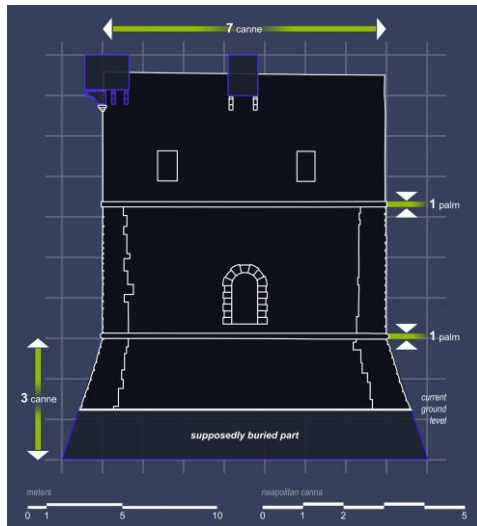 7 canne
1 palm
1 palm
3 canne
current
ground
level
supposedly buried part
meters
neapolitan canna
0 1 5 10
0 1 2 5